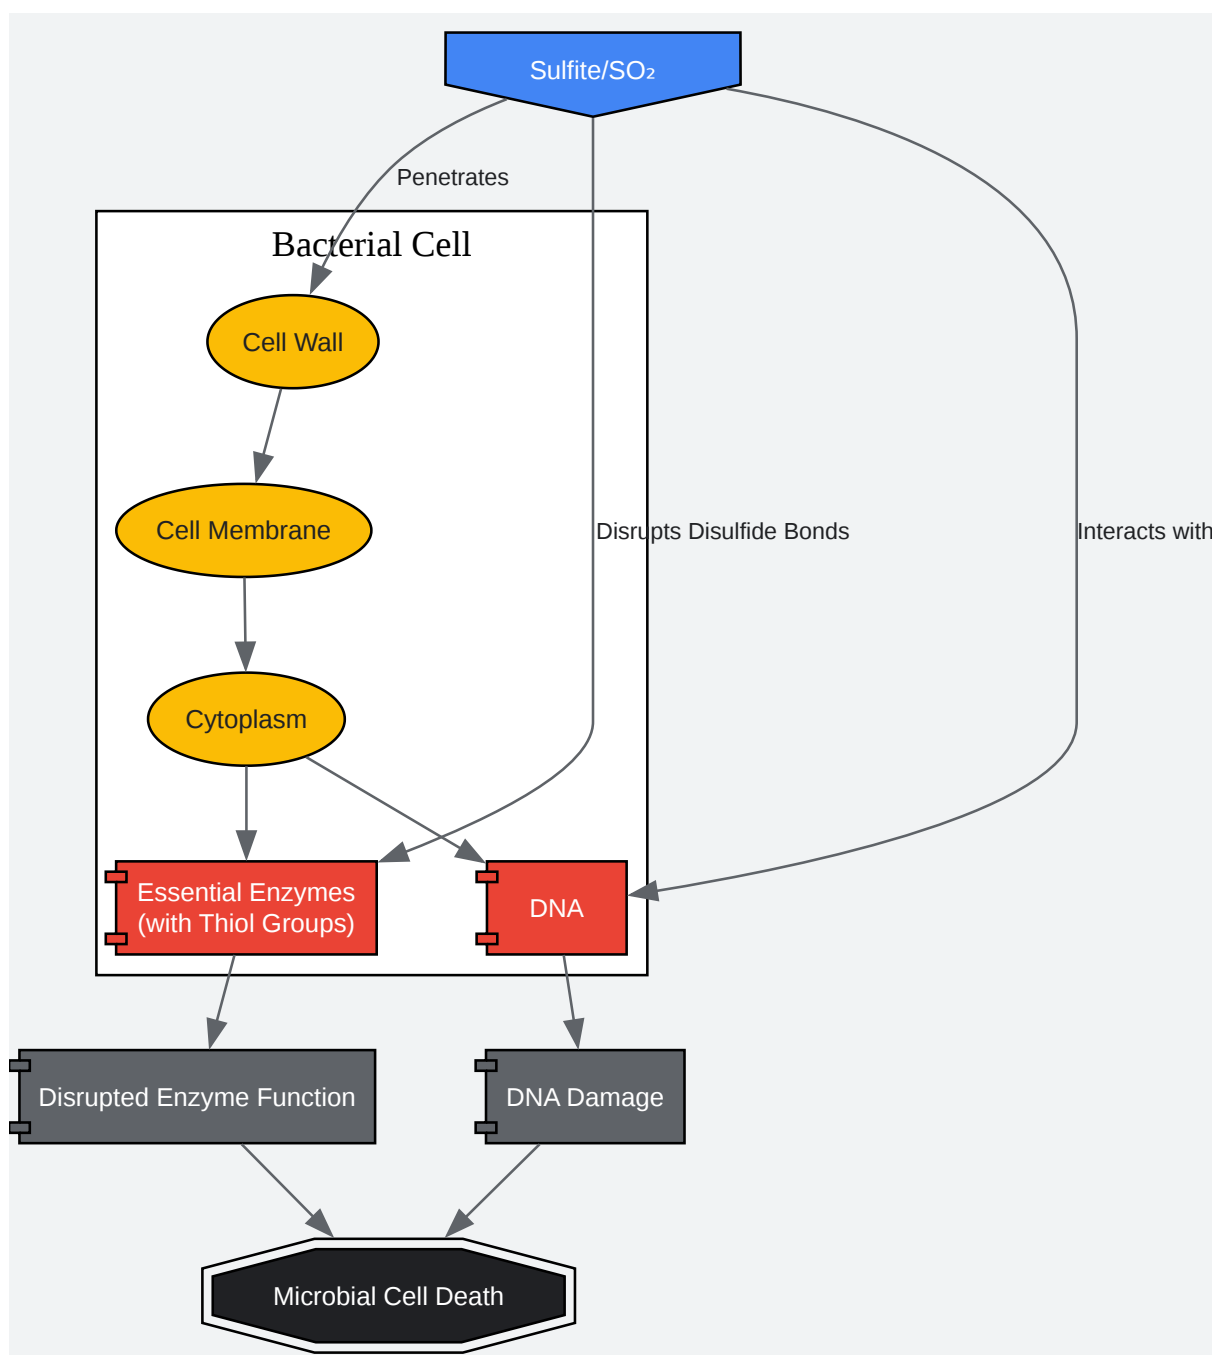 Sulfite/SO₂
Penetrates
Bacterial Cell
Cell Wall
Cell Membrane
Disrupts Disulfide Bonds
Interacts with
Cytoplasm
Essential Enzymes
(with Thiol Groups)
DNA
Disrupted Enzyme Function
DNA Damage
Microbial Cell Death